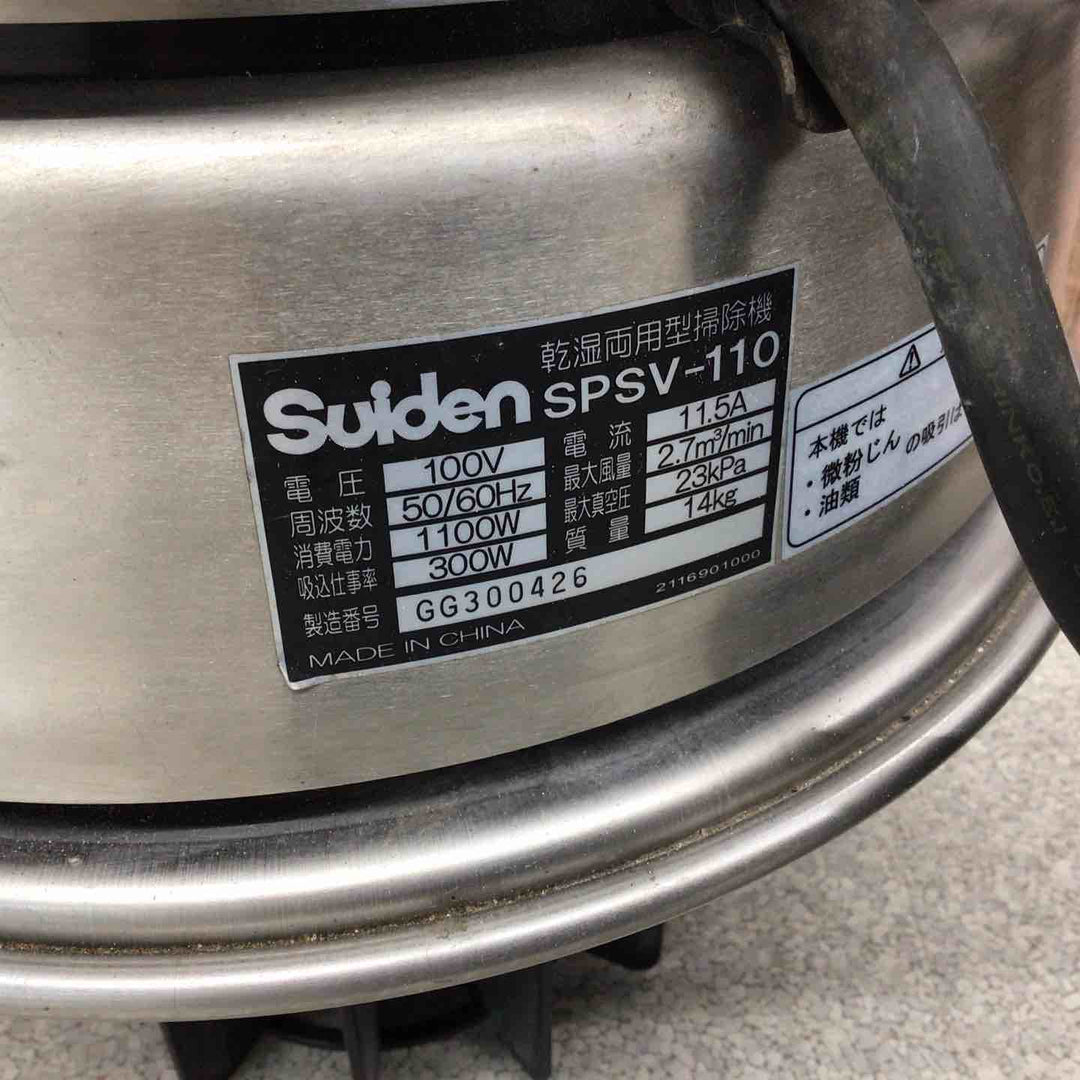 乾湿両用型掃除機
Suiden SPSV-110
電圧 100V 電流 11.5A
周波数 50/60Hz 最大風量 2.7m³/min
消費電力 1100W 最大真空圧 23kPa
吸込仕事率 300W 質量 14kg
製造番号 GG300426
MADE IN CHINA 2116901000
本機では
・微粉じん の吸引は
・油類